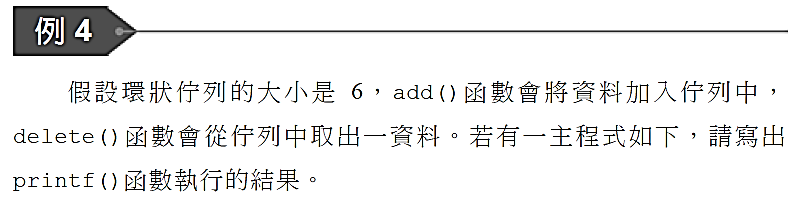 例 4
假設環狀佇列的大小是 6，add()函數會將資料加入佇列中，
delete()函數會從佇列中取出一資料。若有一主程式如下，請寫出
printf()函數執行的結果。